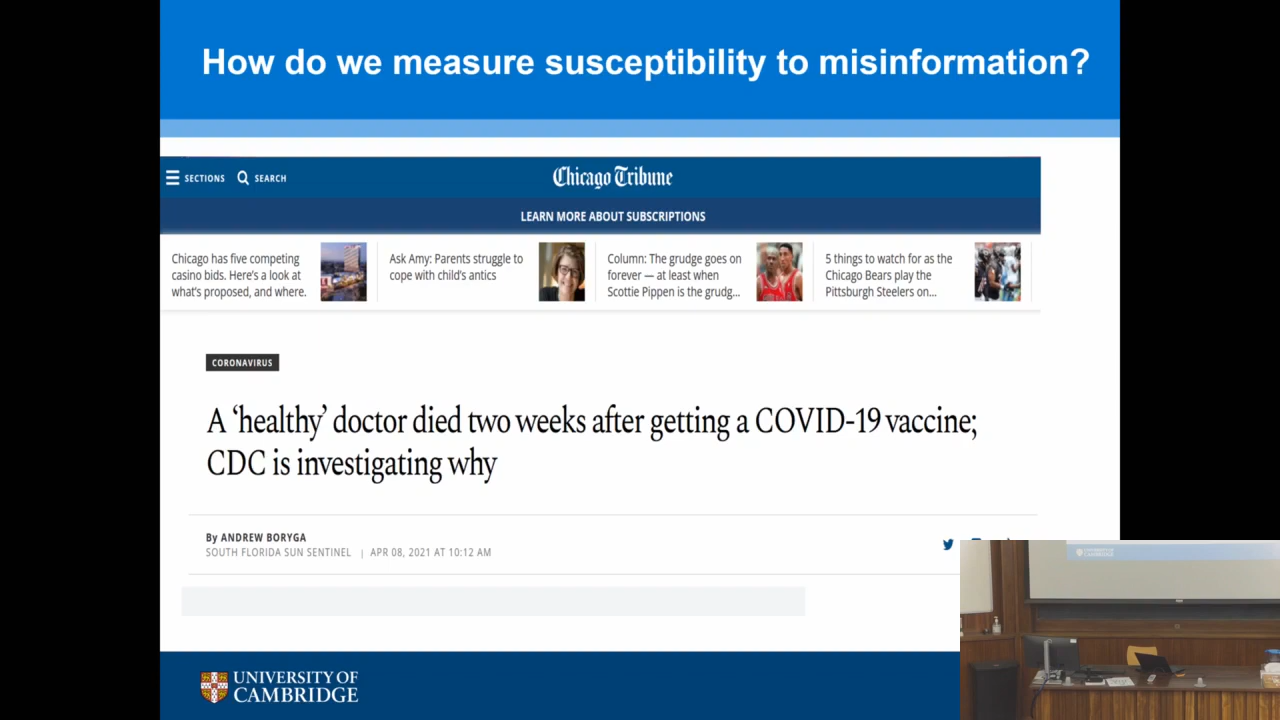 How do we measure susceptibility to misinformation?
SECTIONS SEARCH Chicago Tribune
LEARN MORE ABOUT SUBSCRIPTIONS
Chicago has five competing
casino bids. Here's a look at
what's proposed, and where.
Ask Amy: Parents struggle to
cope with child's antics
Column: The grudge goes on
forever — at least when
Scottie Pippen is the grudg...
5 things to watch for as the
Chicago Bears play the
Pittsburgh Steelers on...
CORONAVIRUS
A ‘healthy’ doctor died two weeks after getting a COVID-19 vaccine;
CDC is investigating why
By ANDREW BORYGA
SOUTH FLORIDA SUN SENTINEL | APR 08, 2021 AT 10:12 AM
UNIVERSITY OF
CAMBRIDGE
UNIVERSITY OF
CAMBRIDGE